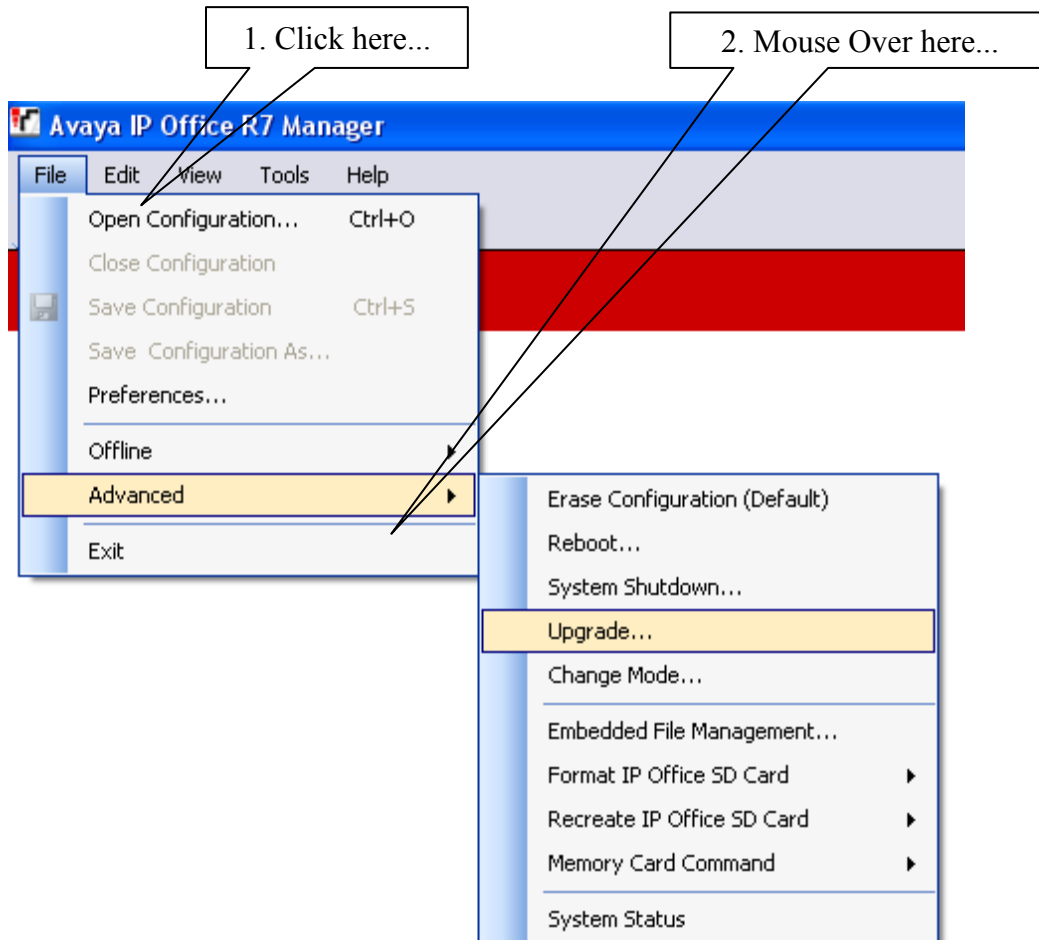 1. Click here...
2. Mouse Over here...
Avaya IP Office R7 Manager
File Edit View Tools Help
Open Configuration... Ctrl+O
Close Configuration
Save Configuration Ctrl+S
Save Configuration As...
Preferences...
Offline
Advanced
Exit
Erase Configuration (Default)
Reboot...
System Shutdown...
Upgrade...
Change Mode...
Embedded File Management...
Format IP Office SD Card
Recreate IP Office SD Card
Memory Card Command
System Status